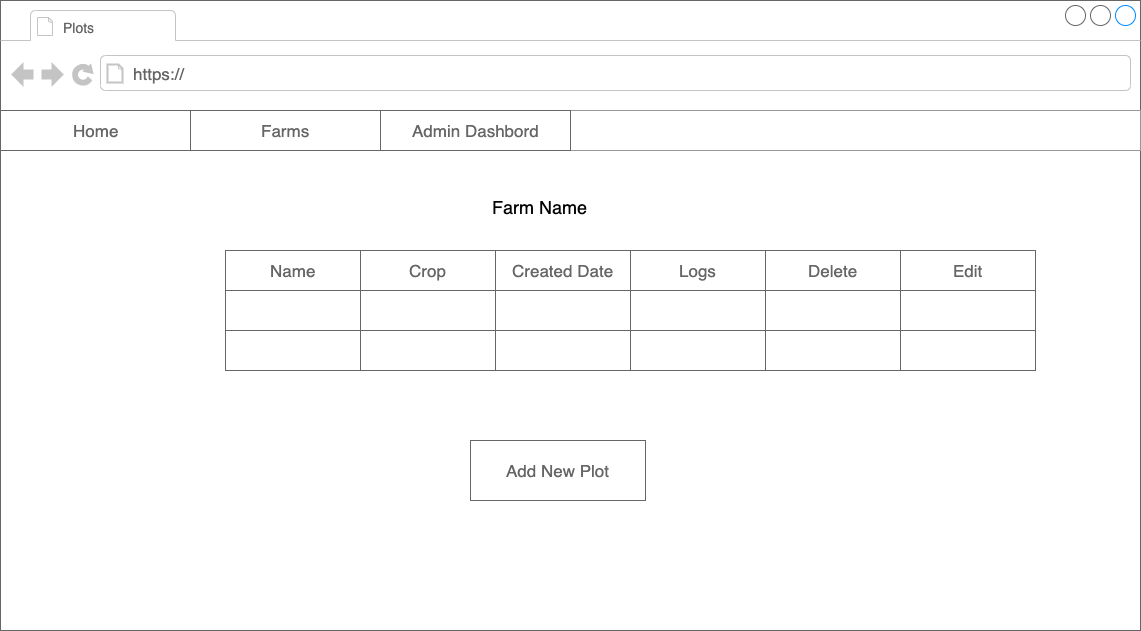 Plots
https://
Home Farms Admin Dashbord
Farm Name
Name Crop Created Date Logs Delete Edit
Add New Plot